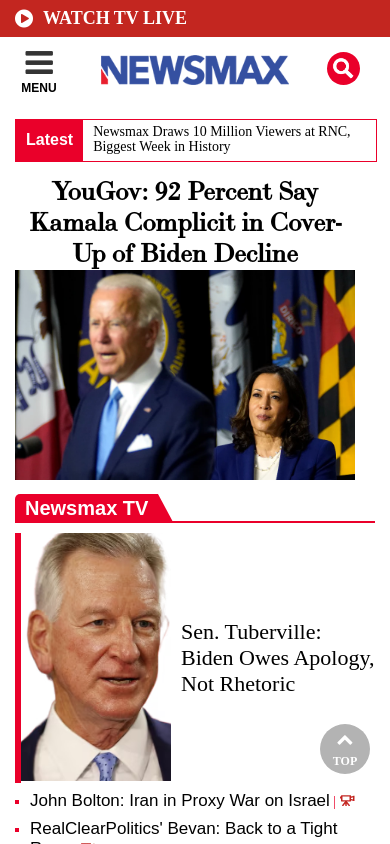 WATCH TV LIVE
MENU
NEWSMAX
Latest
Newsmax Draws 10 Million Viewers at RNC,
Biggest Week in History
YouGov: 92 Percent Say
Kamala Complicit in Cover-
Up of Biden Decline
Newsmax TV
Sen. Tuberville:
Biden Owes Apology,
Not Rhetoric
TOP
John Bolton: Iran in Proxy War on Israel |
RealClearPolitics' Bevan: Back to a Tight